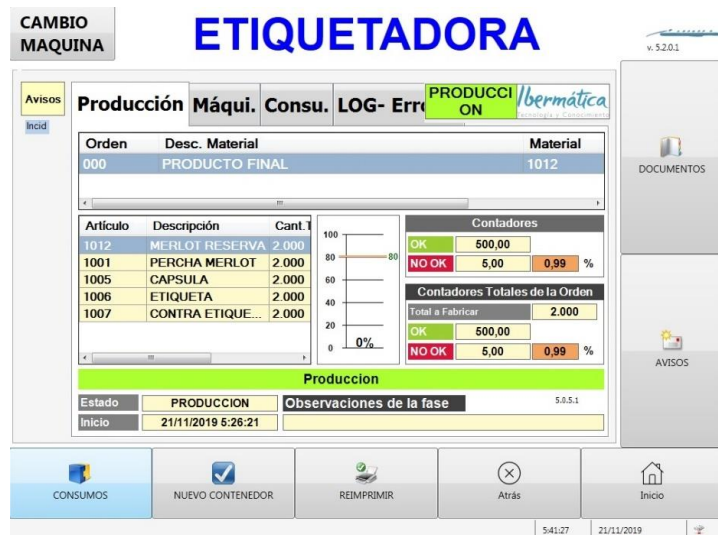 CAMBIO
MAQUINA
ETIQUETADORA
v. 5.2.0.1
Avisos
Incid
Producción Máqui. Consu. LOG- Erro
PRODUCCI
ON
Ibermática
Tecnología y Conocimiento
DOCUMENTOS
Orden Desc. Material Material
000 PRODUCTO FINAL 1012
Artículo Descripción Cant.T
1012 MERLOT RESERVA 2.000
1001 PERCHA MERLOT 2.000
1005 CAPSULA 2.000
1006 ETIQUETA 2.000
1007 CONTRA ETIQUE... 2.000
100
80 80
60
40
20
0 0%
Contadores
OK 500,00
NO OK 5,00 0,99 %
Contadores Totales de la Orden
Total a Fabricar 2.000
OK 500,00
NO OK 5,00 0,99 %
AVISOS
Produccion
Estado PRODUCCION Observaciones de la fase 5.0.5.1
Inicio 21/11/2019 5:26:21
CONSUMOS NUEVO CONTENEDOR REIMPRIMIR Atrás Inicio
5:41:27 21/11/2019